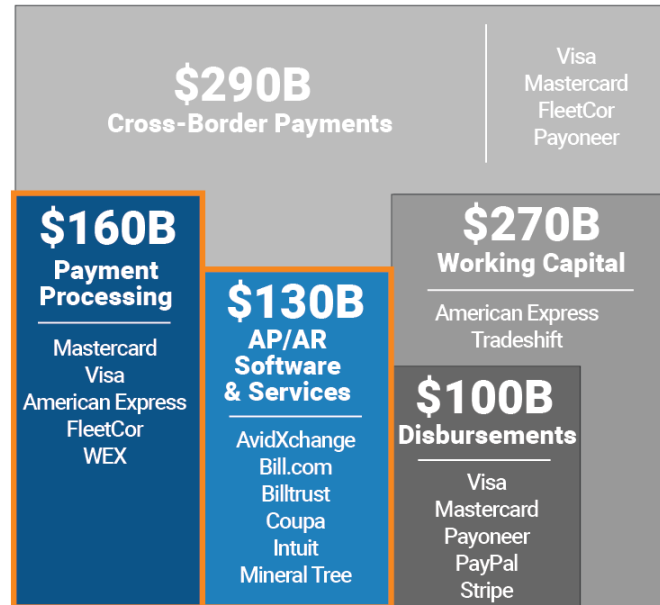 $290B
Cross-Border Payments
Visa
Mastercard
FleetCor
Payoneer
$160B
Payment
Processing
Mastercard
Visa
American Express
FleetCor
WEX
$130B
AP/AR
Software
& Services
AvidXchange
Bill.com
Billtrust
Coupa
Intuit
Mineral Tree
$270B
Working Capital
American Express
Tradeshift
$100B
Disbursements
Visa
Mastercard
Payoneer
PayPal
Stripe